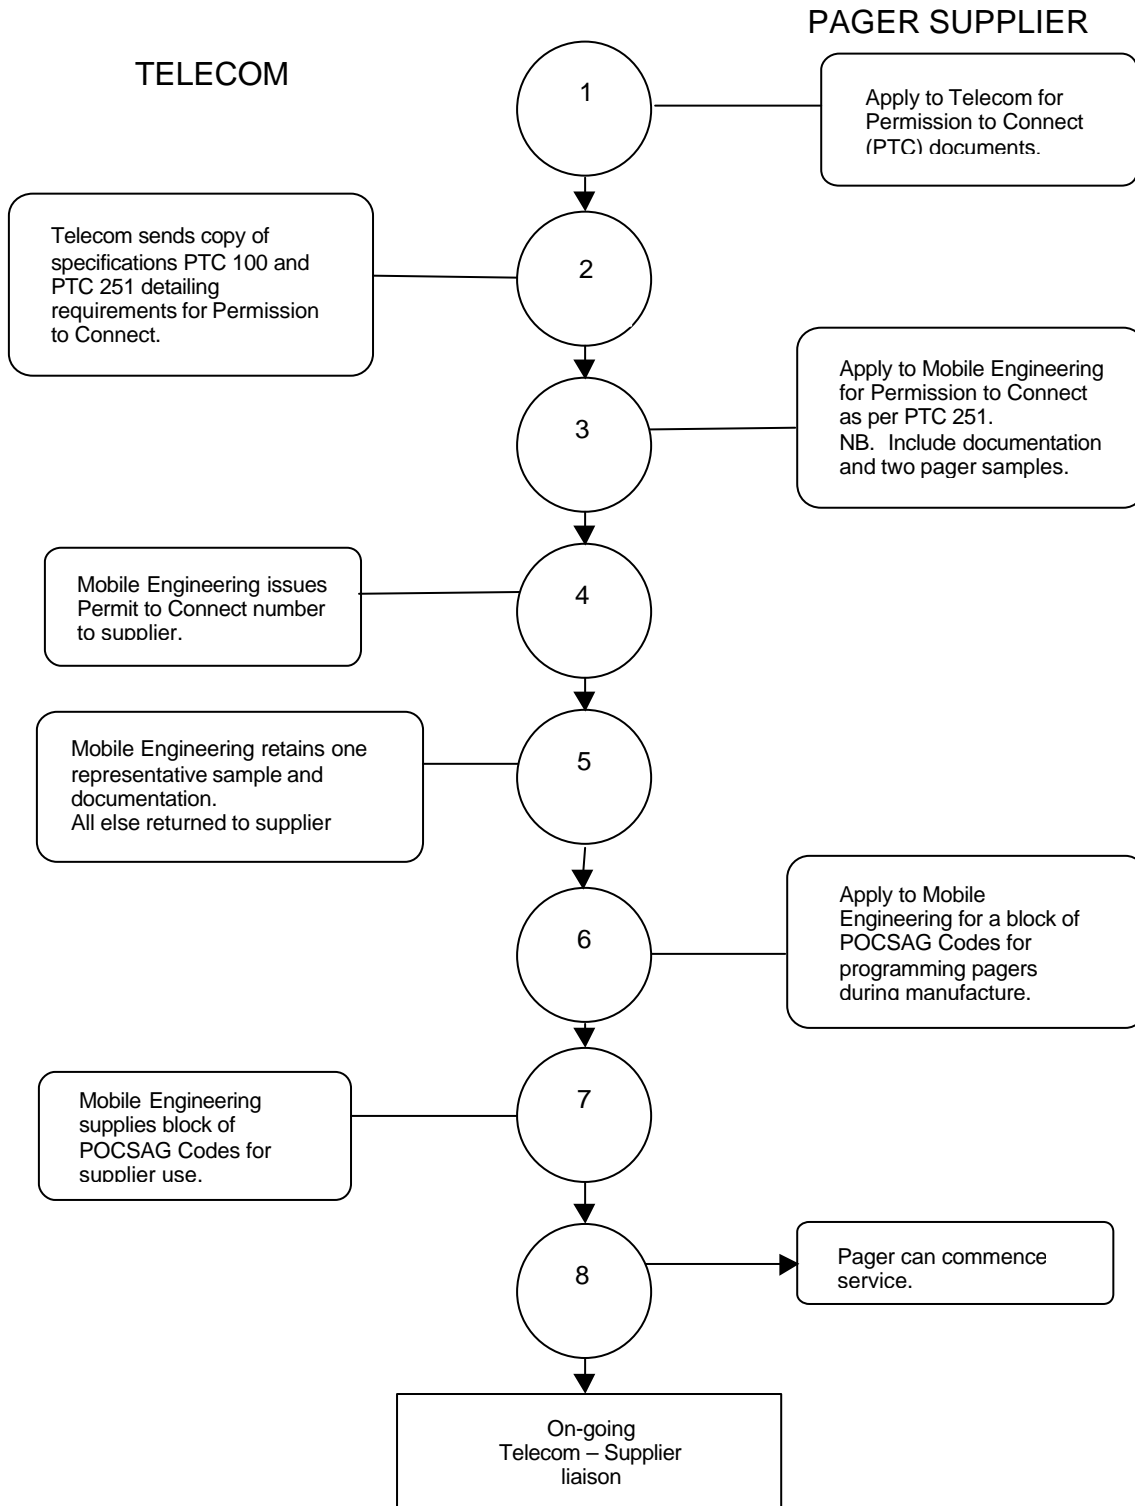 PAGER SUPPLIER
TELECOM
1
Apply to Telecom for
Permission to Connect
(PTC) documents.
Telecom sends copy of
specifications PTC 100 and
PTC 251 detailing
requirements for Permission
to Connect.
2
3
Apply to Mobile Engineering
for Permission to Connect
as per PTC 251.
NB. Include documentation
and two pager samples.
Mobile Engineering issues
Permit to Connect number
to supplier.
4
Mobile Engineering retains one
representative sample and
documentation.
All else returned to supplier
5
6
Apply to Mobile
Engineering for a block of
POCSAG Codes for
programming pagers
during manufacture.
Mobile Engineering
supplies block of
POCSAG Codes for
supplier use.
7
8
Pager can commence
service.
On-going
Telecom – Supplier
liaison